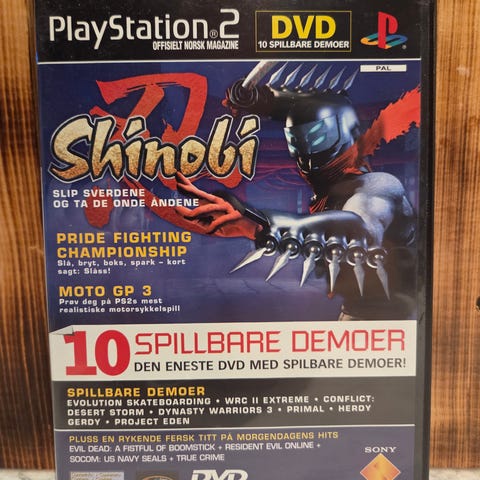 PlayStation®2
OFFISIELT NORSK MAGAZINE
DVD
10 SPILLBARE DEMOER
PAL
Shinobi
SLIP SVERDENE
OG TA DE ONDE ÅNDENE
PRIDE FIGHTING
CHAMPIONSHIP
Slå, bryt, boks, spark – kort
sagt: Slåss!
MOTO GP 3
Prøv deg på PS2s mest
realistiske motorsykkelspill
10 SPILLBARE DEMOER
DEN ENESTE DVD MED SPILBARE DEMOER!
SPILLBARE DEMOER
EVOLUTION SKATEBOARDING • WRC II EXTREME • CONFLICT:
DESERT STORM • DYNASTY WARRIORS 3 • PRIMAL • HERDY
GERDY • PROJECT EDEN
PLUSS EN RYKENDE FERSK TITT PÅ MORGENDAGENS HITS
EVIL DEAD: A FISTFUL OF BOOMSTICK • RESIDENT EVIL ONLINE •
SOCOM: US NAVY SEALS • TRUE CRIME
SONY
DVD